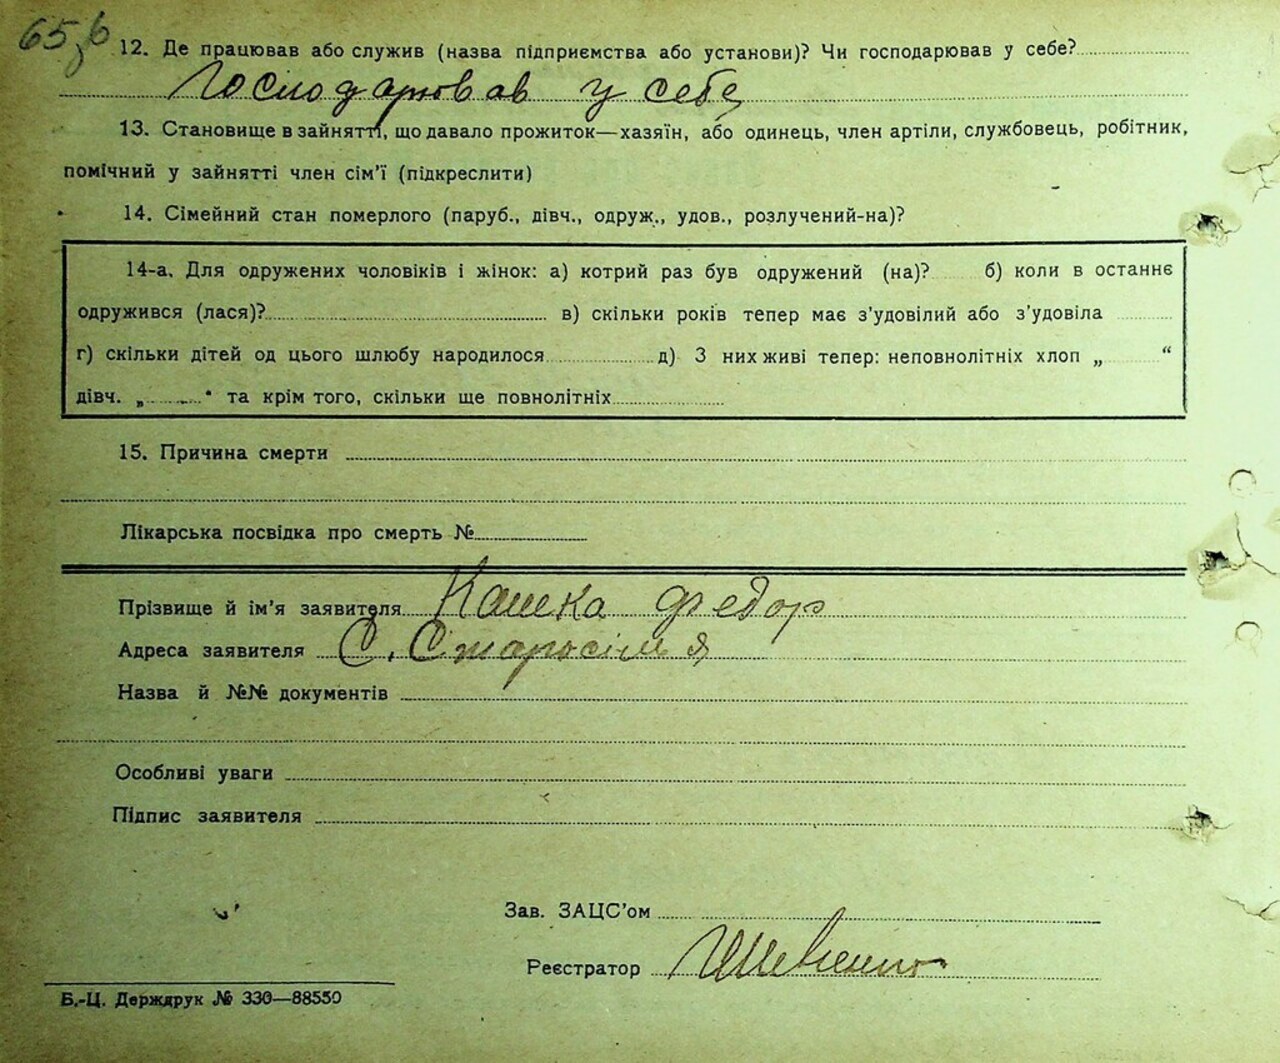 65зв
12. Де працював або служив (назва підприємства або установи)? Чи господарював у себе?
Господарював у себе
13. Становище в зайнятті, що давало прожиток—хазяїн, або одинець, член артіли, службовець, робітник,
помічний у зайнятті член сім’ї (підкреслити)
14. Сімейний стан померлого (паруб., дівч., одруж., удов., розлучений-на)?
14-а. Для одружених чоловіків і жінок: а) котрий раз був одружений (на)? б) коли в останнє
одружився (лася)? в) скільки років тепер має з’удовілий або з’удовіла
г) скільки дітей од цього шлюбу народилося д) З них живі тепер: неповнолітніх хлоп „ “
дівч. „ “ та крім того, скільки ще повнолітніх
15. Причина смерти
Лікарська посвідка про смерть №
Прізвище й ім’я заявителя Кашка Федор
Адреса заявителя С. Старосілля
Назва й №№ документів
Особливі уваги
Підпис заявителя
Зав. ЗАЦС’ом
Реєстратор
Б.-Ц. Держдрук № 330—88550